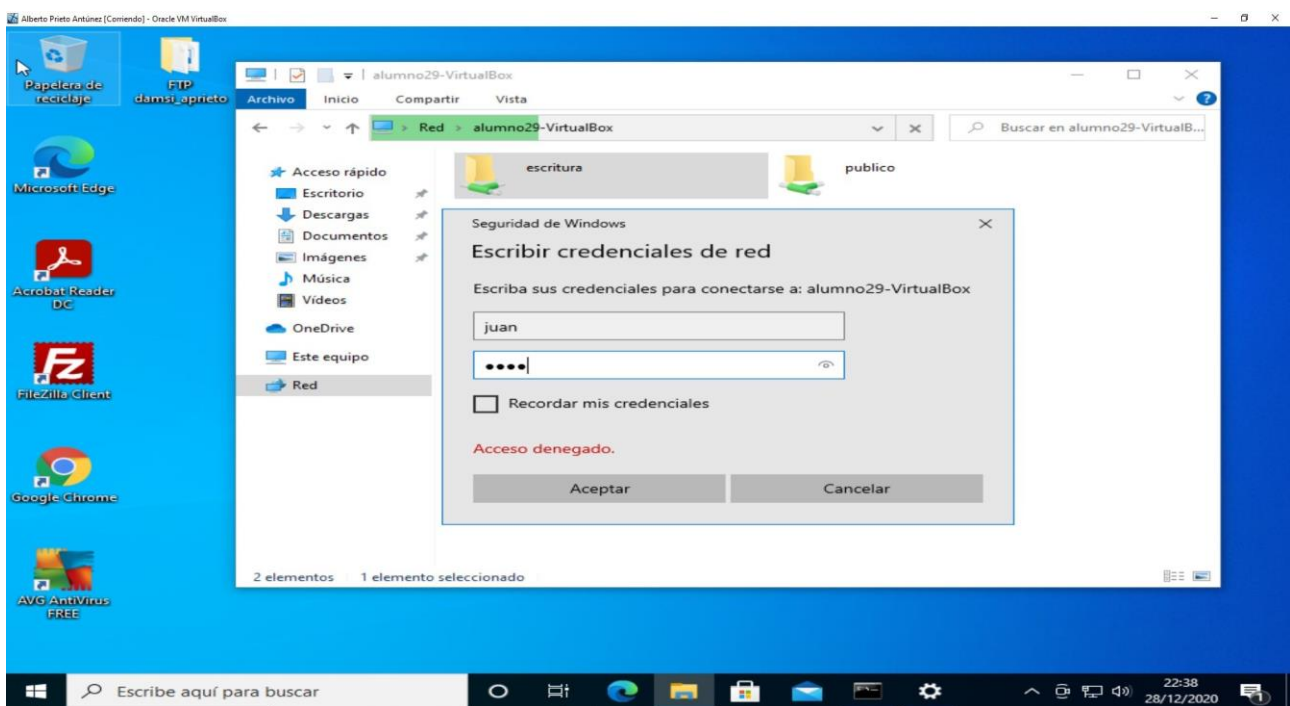 Alberto Prieto Antúnez [Corriendo] - Oracle VM VirtualBox
Papelera de
reciclaje
FTP
damsi_aprieto
Microsoft Edge
Acrobat Reader
DC
FileZilla Client
Google Chrome
AVG AntiVirus
FREE
alumno29-VirtualBox
Archivo Inicio Compartir Vista
Red > alumno29-VirtualBox
Buscar en alumno29-VirtualB...
Acceso rápido
Escritorio
Descargas
Documentos
Imágenes
Música
Vídeos
OneDrive
Este equipo
Red
escritura
publico
Seguridad de Windows
Escribir credenciales de red
Escriba sus credenciales para conectarse a: alumno29-VirtualBox
juan
••••
Recordar mis credenciales
Acceso denegado.
Aceptar
Cancelar
2 elementos 1 elemento seleccionado
Escribe aquí para buscar
22:38
28/12/2020
1